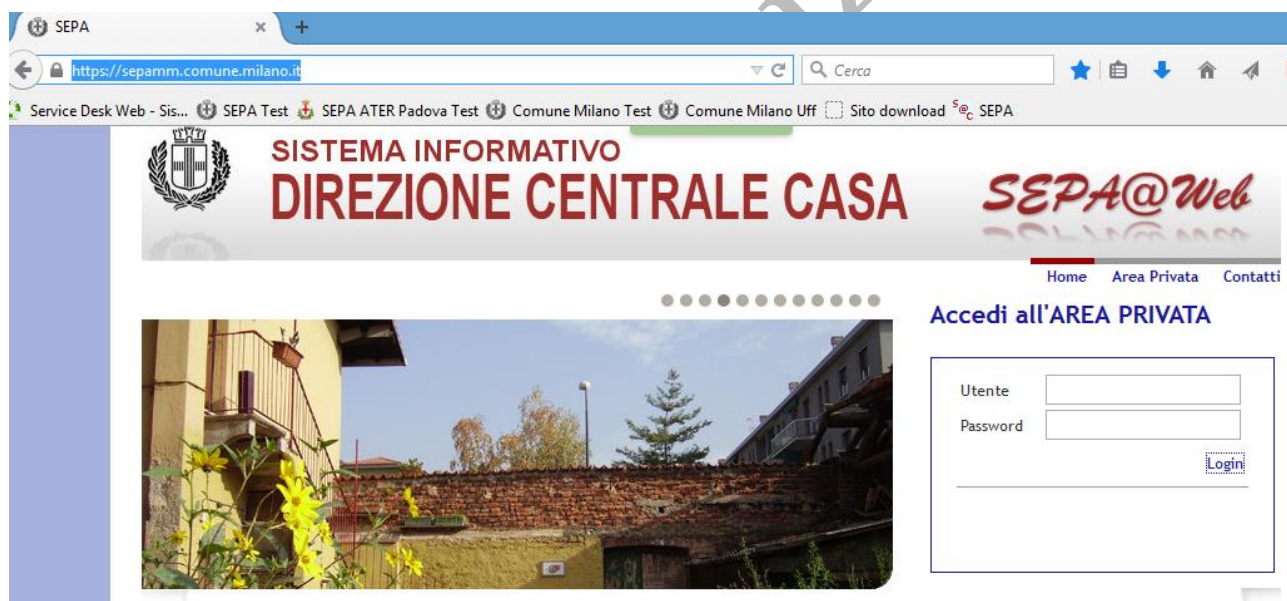 SEPA
https://sepamm.comune.milano.it
Cerca
Service Desk Web - Sis... SEPA Test SEPA ATER Padova Test Comune Milano Test Comune Milano Uff Sito download S@c SEPA
SISTEMA INFORMATIVO
DIREZIONE CENTRALE CASA
SEPA@Web
Home Area Privata Contatti
Accedi all'AREA PRIVATA
Utente
Password
Login